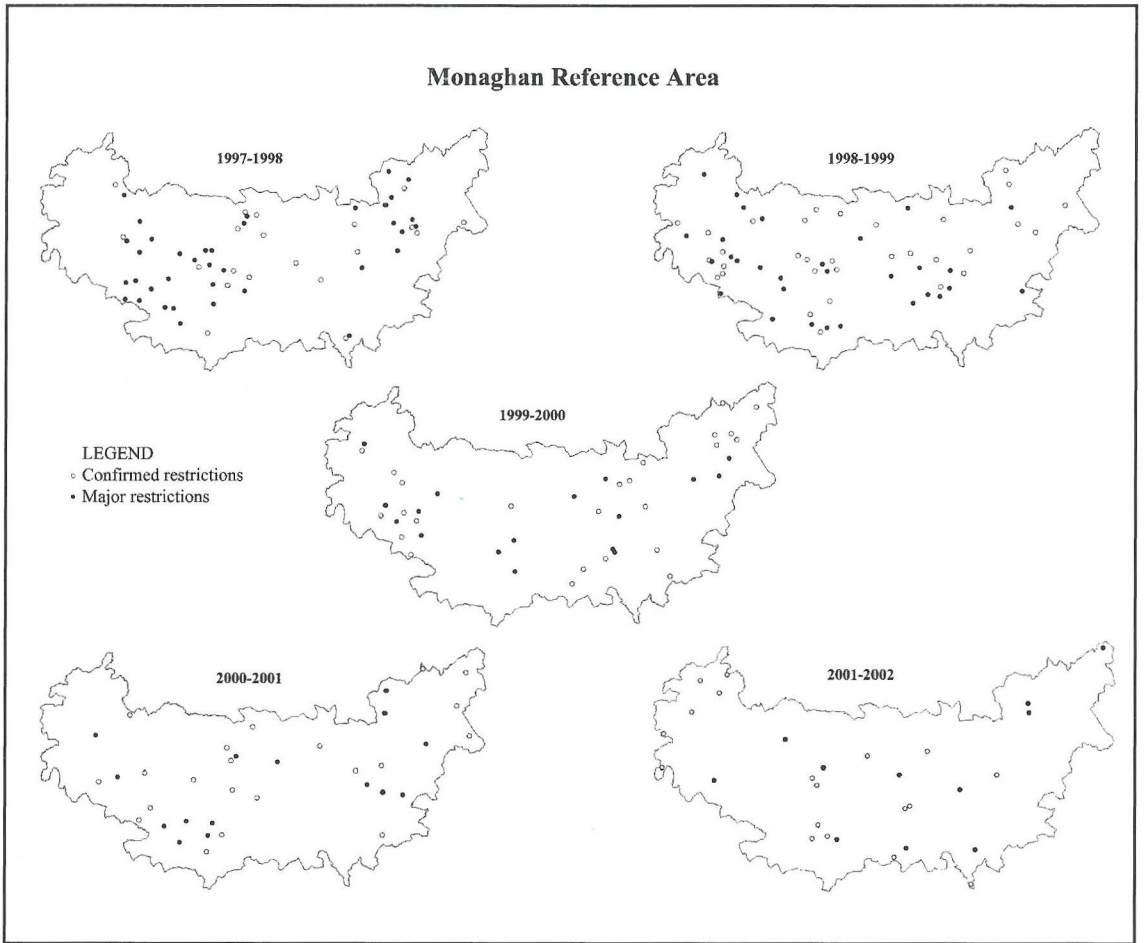 Monaghan Reference Area
1997-1998
1998-1999
1999-2000
LEGEND
Confirmed restrictions
Major restrictions
2000-2001
2001-2002